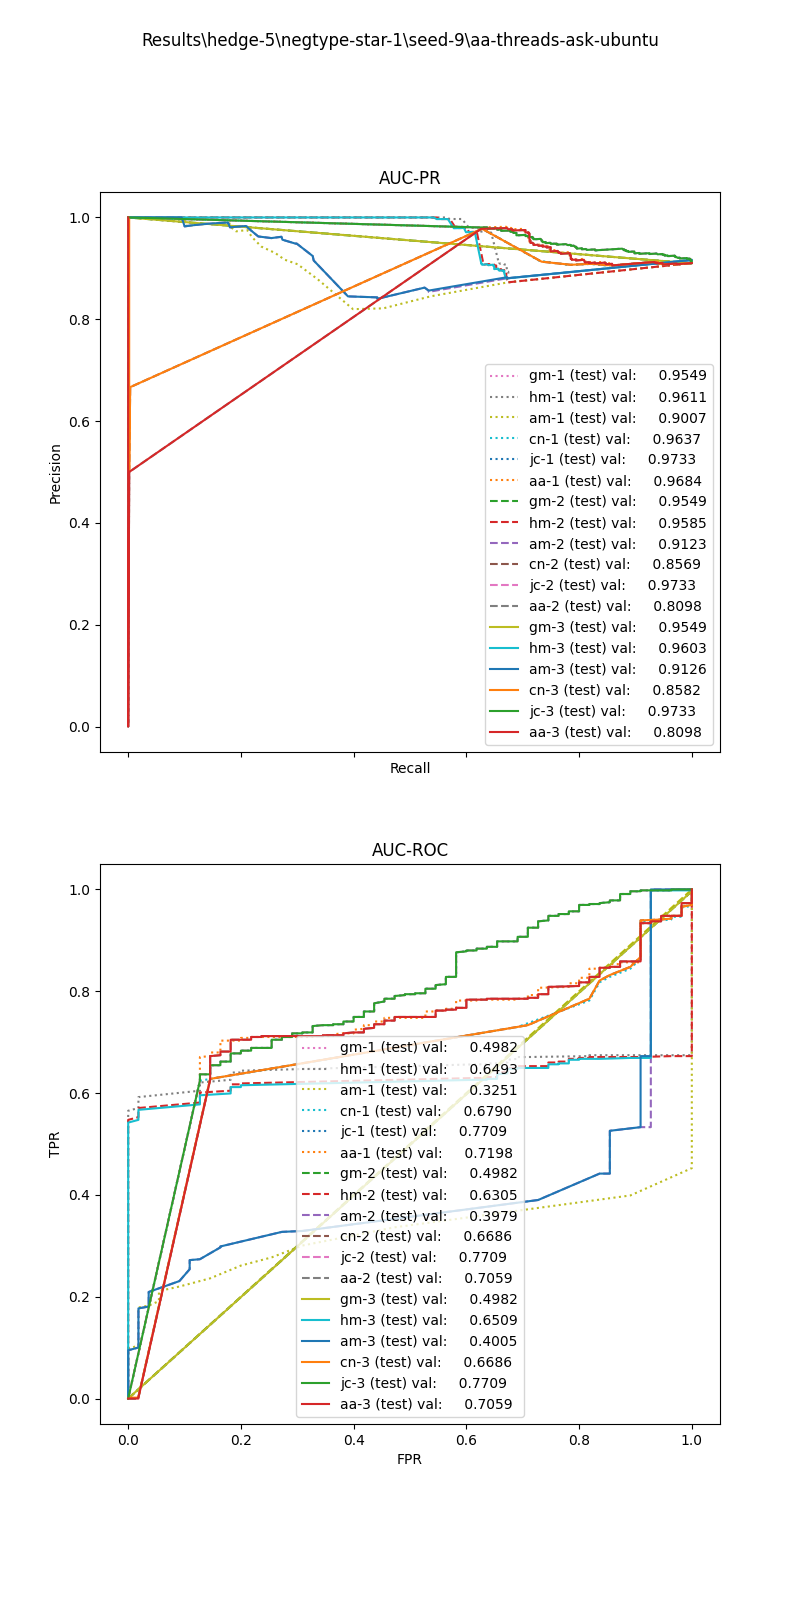 Results\hedge-5\negtype-star-1\seed-9\aa-threads-ask-ubuntu
AUC-PR
1.0
0.8
0.6
0.4
0.2
0.0
Precision
gm-1 (test) val: 0.9549
hm-1 (test) val: 0.9611
am-1 (test) val: 0.9007
cn-1 (test) val: 0.9637
jc-1 (test) val: 0.9733
aa-1 (test) val: 0.9684
gm-2 (test) val: 0.9549
hm-2 (test) val: 0.9585
am-2 (test) val: 0.9123
cn-2 (test) val: 0.8569
jc-2 (test) val: 0.9733
aa-2 (test) val: 0.8098
gm-3 (test) val: 0.9549
hm-3 (test) val: 0.9603
am-3 (test) val: 0.9126
cn-3 (test) val: 0.8582
jc-3 (test) val: 0.9733
aa-3 (test) val: 0.8098
Recall
AUC-ROC
1.0
0.8
0.6
0.4
0.2
0.0
TPR
gm-1 (test) val: 0.4982
hm-1 (test) val: 0.6493
am-1 (test) val: 0.3251
cn-1 (test) val: 0.6790
jc-1 (test) val: 0.7709
aa-1 (test) val: 0.7198
gm-2 (test) val: 0.4982
hm-2 (test) val: 0.6305
am-2 (test) val: 0.3979
cn-2 (test) val: 0.6686
jc-2 (test) val: 0.7709
aa-2 (test) val: 0.7059
gm-3 (test) val: 0.4982
hm-3 (test) val: 0.6509
am-3 (test) val: 0.4005
cn-3 (test) val: 0.6686
jc-3 (test) val: 0.7709
aa-3 (test) val: 0.7059
0.0 0.2 0.4 0.6 0.8 1.0
FPR